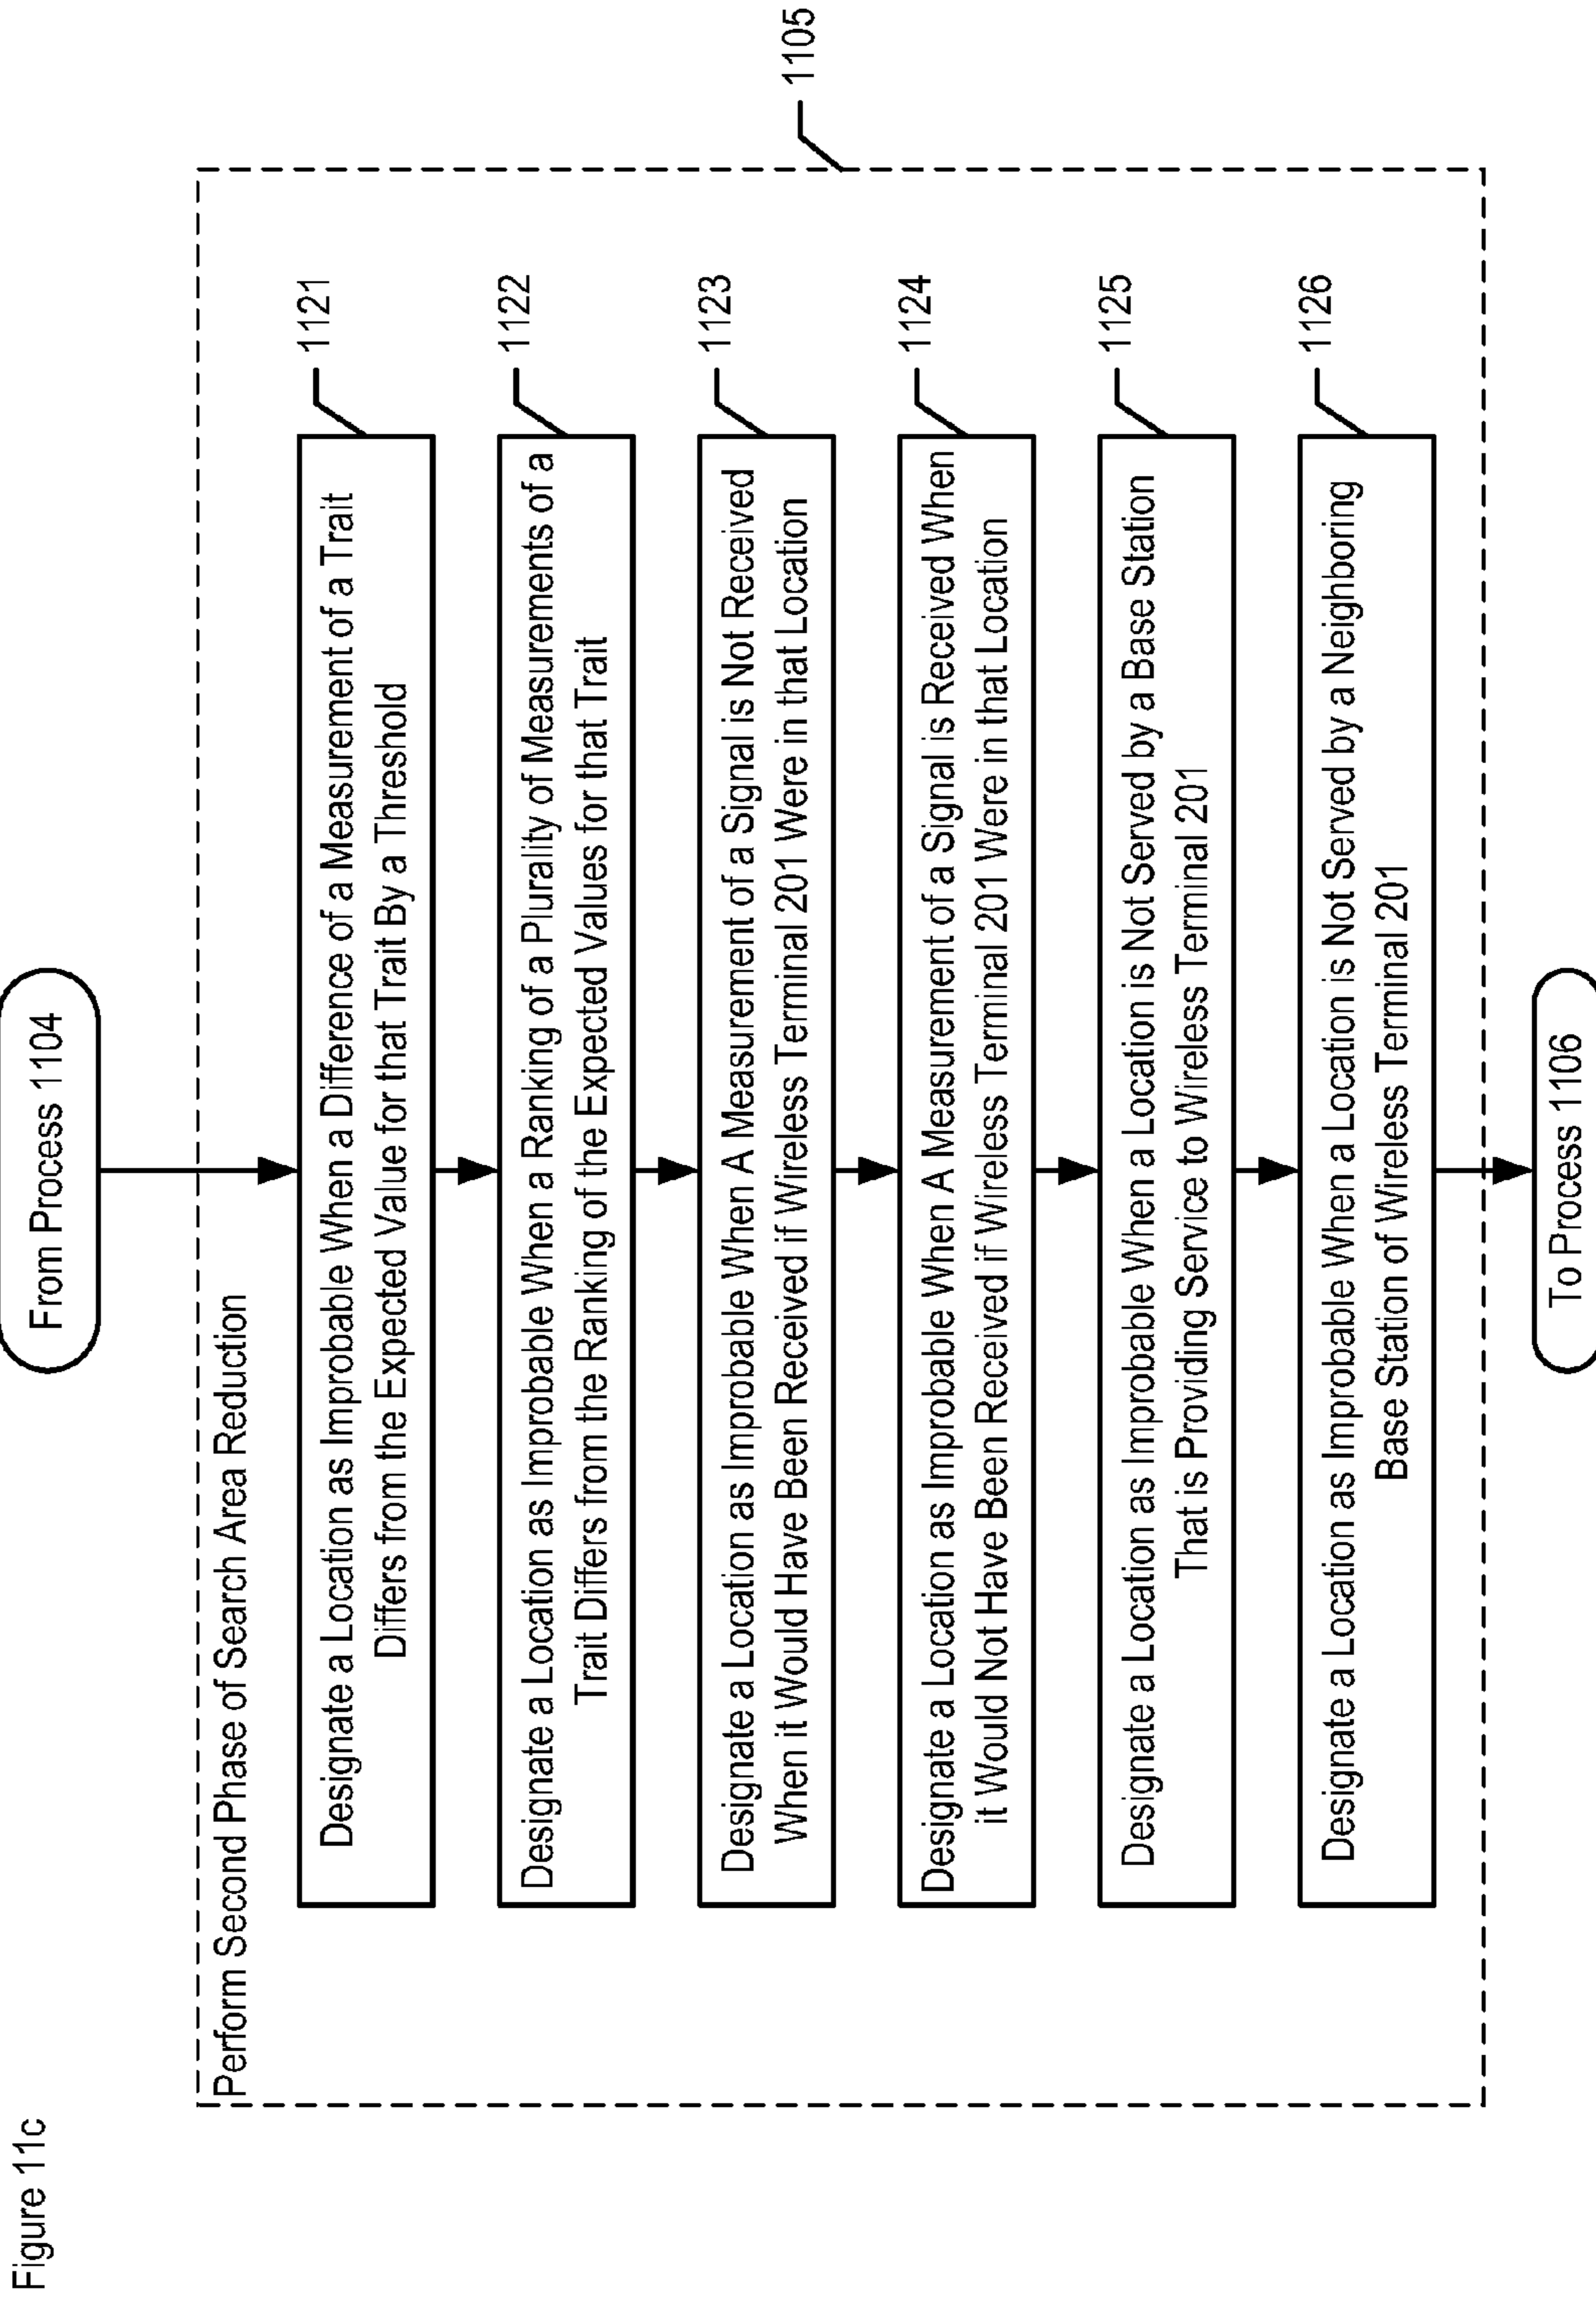 Figure 11c
From Process 1104
Perform Second Phase of Search Area Reduction
1105
1121
Designate a Location as Improbable When a Difference of a Measurement of a Trait
Differs from the Expected Value for that Trait By a Threshold
1122
Designate a Location as Improbable When a Ranking of a Plurality of Measurements of a
Trait Differs from the Ranking of the Expected Values for that Trait
1123
Designate a Location as Improbable When A Measurement of a Signal is Not Received
When it Would Have Been Received if Wireless Terminal 201 Were in that Location
1124
Designate a Location as Improbable When A Measurement of a Signal is Received When
it Would Not Have Been Received if Wireless Terminal 201 Were in that Location
1125
Designate a Location as Improbable When a Location is Not Served by a Base Station
That is Providing Service to Wireless Terminal 201
1126
Designate a Location as Improbable When a Location is Not Served by a Neighboring
Base Station of Wireless Terminal 201
To Process 1106